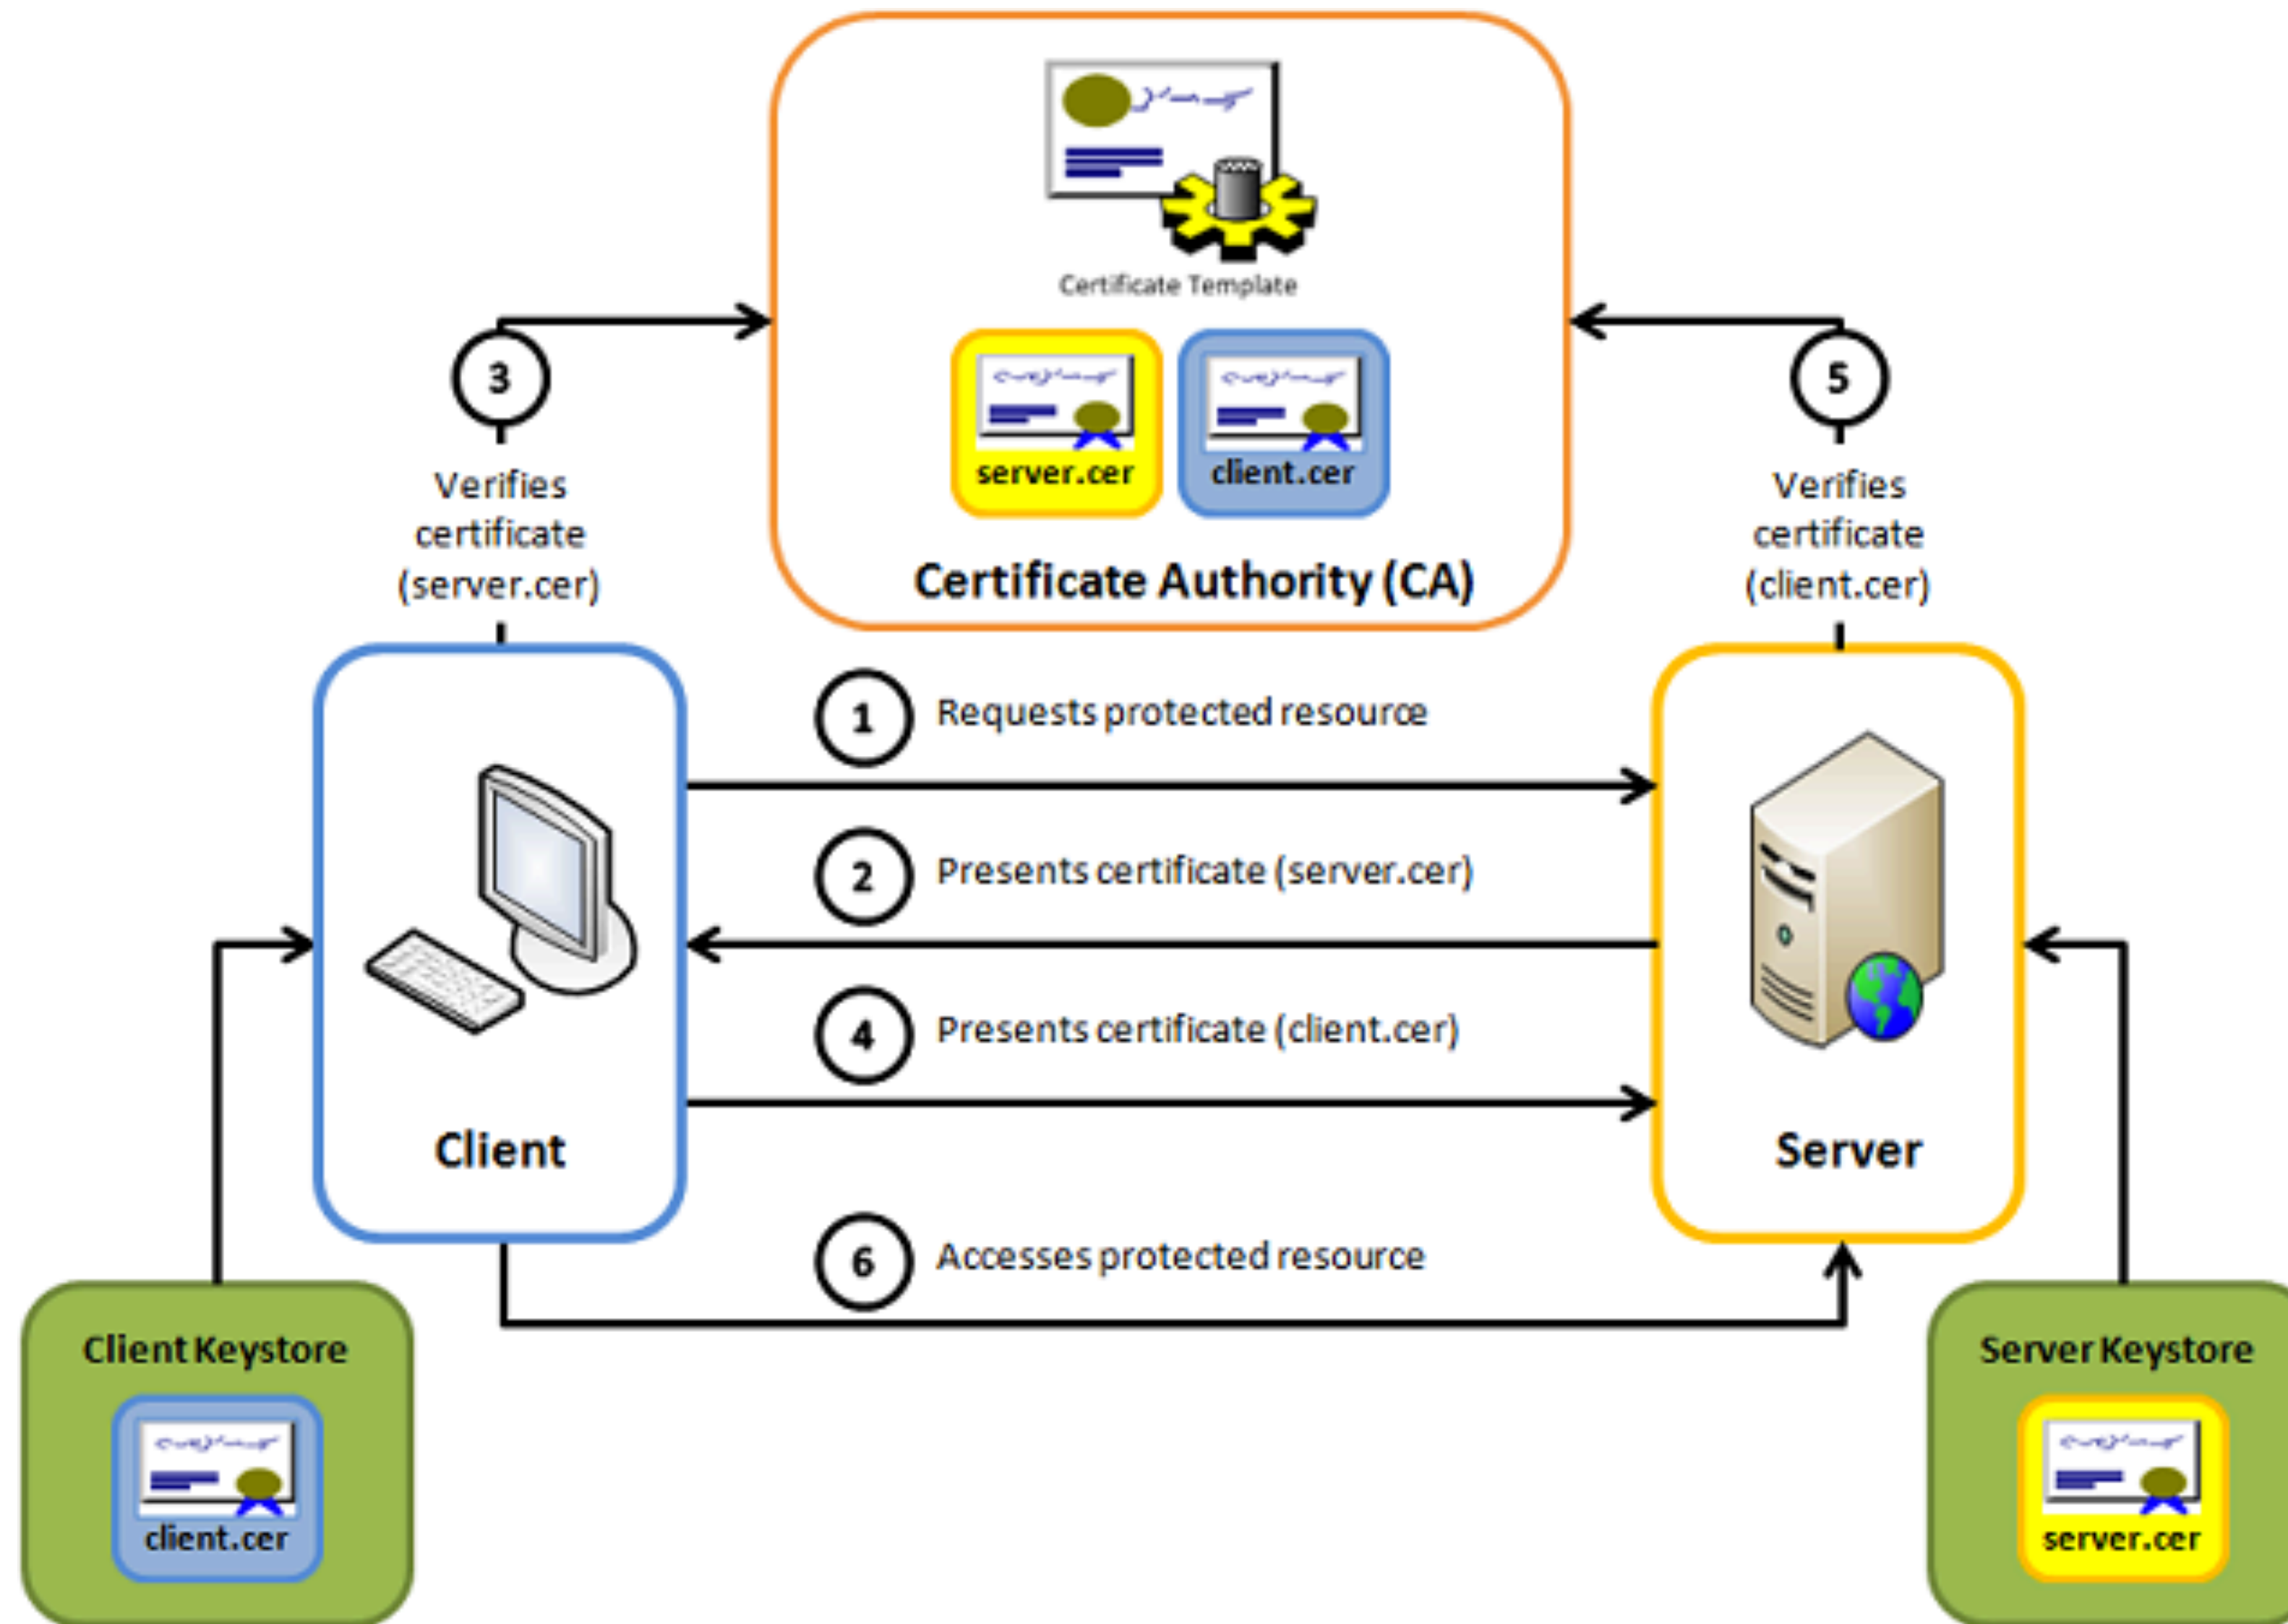 Certificate Template
server.cer
client.cer
Certificate Authority (CA)
3
Verifies
certificate
(server.cer)
5
Verifies
certificate
(client.cer)
1
Requests protected resource
2
Presents certificate (server.cer)
4
Presents certificate (client.cer)
Client
Server
6
Accesses protected resource
Client Keystore
client.cer
Server Keystore
server.cer